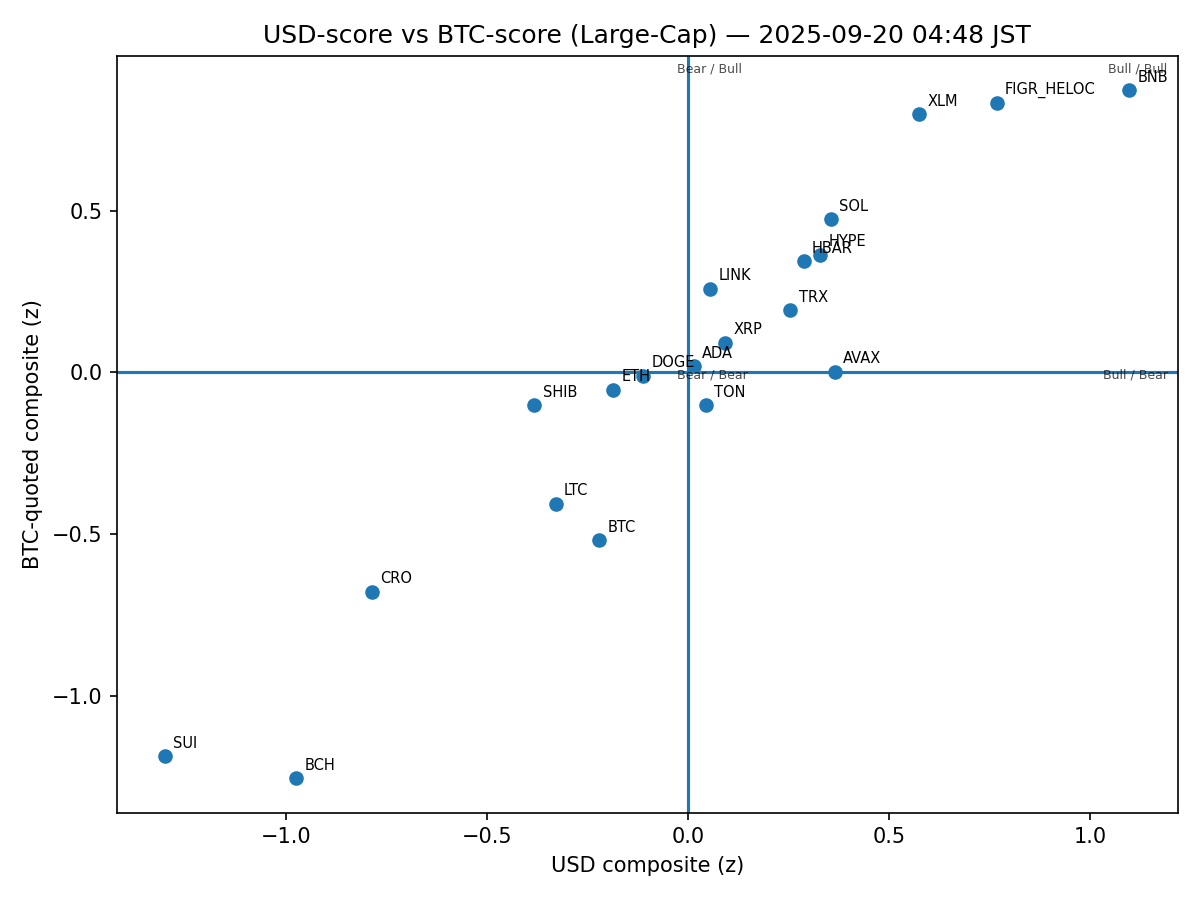 USD-score vs BTC-score (Large-Cap) — 2025-09-20 04:48 JST
Bear / Bull
Bull / Bull
BNB
FIGR_HELOC
XLM
0.5
SOL
HYPE
HBAR
LINK
TRX
XRP
ADA
DOGE
AVAX
0.0
ETH
Bear / Bear
Bull / Bear
SHIB
TON
LTC
BTC
−0.5
CRO
−1.0
SUI
BCH
−1.0
−0.5
0.0
0.5
1.0
USD composite (z)
BTC-quoted composite (z)